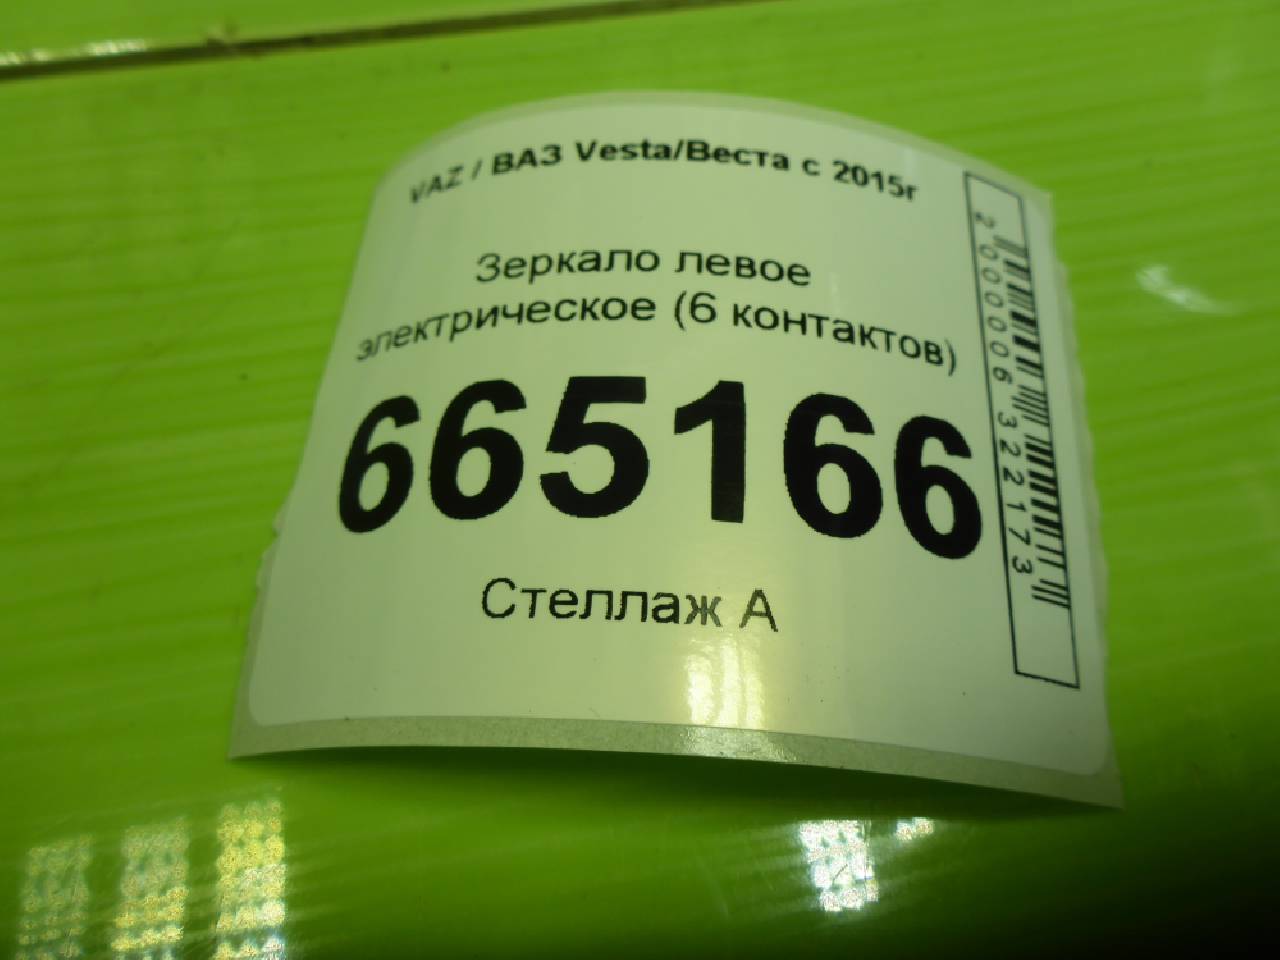 VAZ / ВАЗ Vesta/Веста с 2015г
Зеркало левое
электрическое (6 контактов)
665166
Стеллаж А
2000006322173